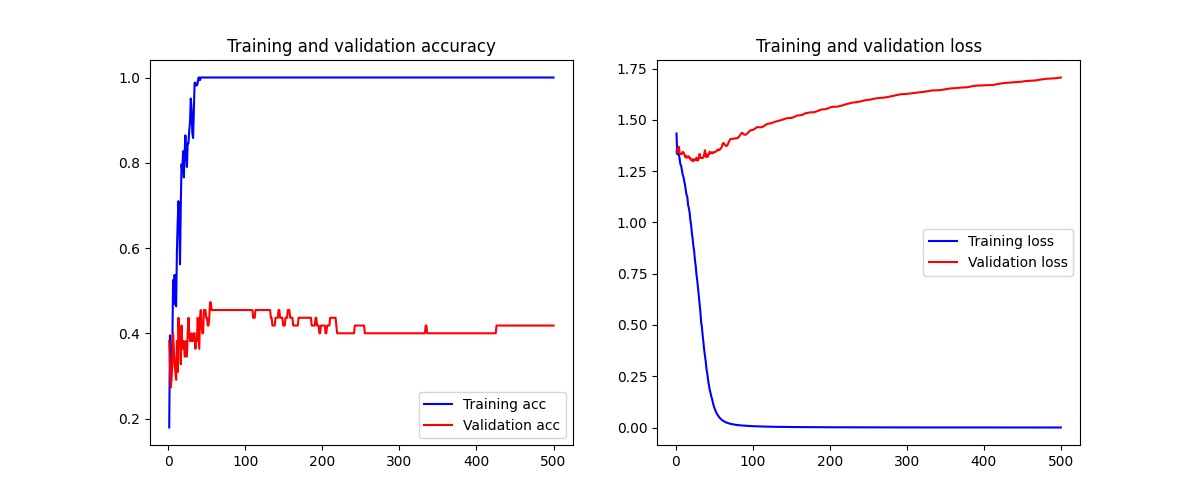 Training and validation accuracy
1.0
0.8
0.6
0.4
0.2
0 100 200 300 400 500
Training acc
Validation acc
Training and validation loss
1.75
1.50
1.25
1.00
0.75
0.50
0.25
0.00
0 100 200 300 400 500
Training loss
Validation loss